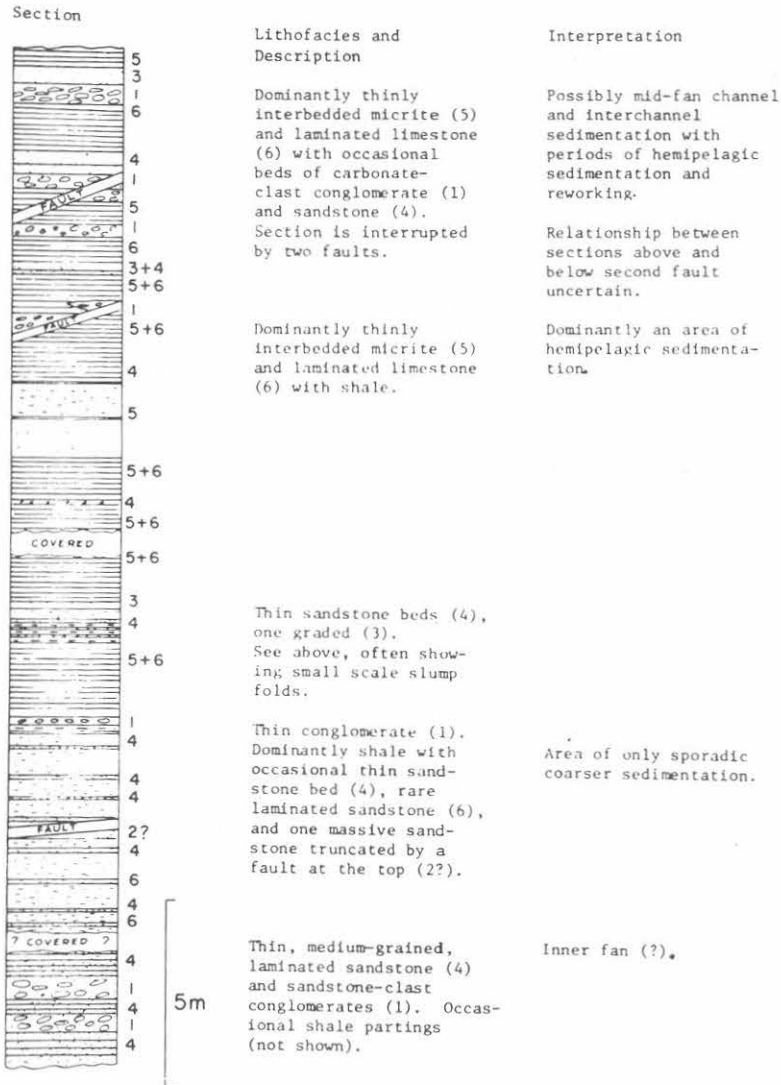 Section
Lithofacies and
Description
Interpretation
5
3
1
6
4
1
FAULT
5
1
6
3+4
5+6
1
FAULT
5+6
4
5
5+6
4
5+6
COVERED
5+6
3
4
5+6
1
4
4
4
FAULT
2?
4
6
4
6
? COVERED ?
4
1
4
1
4
5m
Dominantly thinly
interbedded micrite (5)
and laminated limestone
(6) with occasional
beds of carbonate-
clast conglomerate (1)
and sandstone (4).
Section is interrupted
by two faults.
Possibly mid-fan channel
and interchannel
sedimentation with
periods of hemipelagic
sedimentation and
reworking.
Relationship between
sections above and
below second fault
uncertain.
Dominantly thinly
interbedded micrite (5)
and laminated limestone
(6) with shale.
Dominantly an area of
hemipelagic sedimenta-
tion.
Thin sandstone beds (4),
one graded (3).
See above, often show-
ing small scale slump
folds.
Thin conglomerate (1).
Dominantly shale with
occasional thin sand-
stone bed (4), rare
laminated sandstone (6),
and one massive sand-
stone truncated by a
fault at the top (2?).
Area of only sporadic
coarser sedimentation.
Thin, medium-grained,
laminated sandstone (4)
and sandstone-clast
conglomerates (1). Occas-
ional shale partings
(not shown).
Inner fan (?).